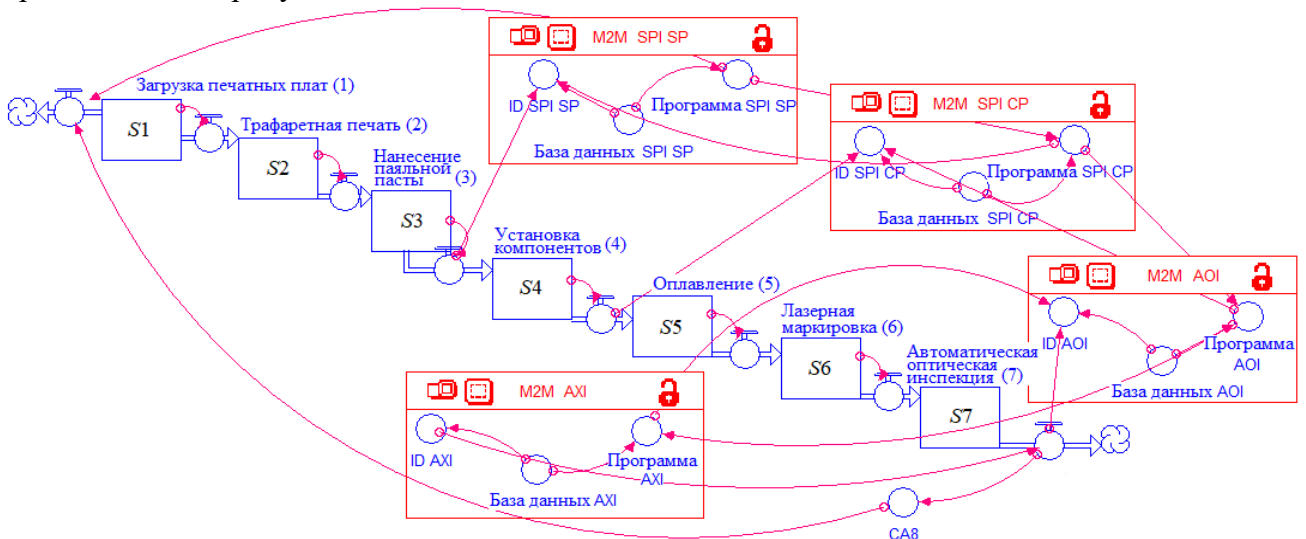 M2M SPI SP
ID SPI SP
Программа SPI SP
База данных SPI SP
Загрузка печатных плат (1)
S1
Трафаретная печать (2)
S2
Нанесение
паяльной
пасты (3)
S3
M2M SPI CP
ID SPI CP
Программа SPI CP
База данных SPI CP
Установка
компонентов (4)
S4
Оплавление (5)
S5
M2M AOI
ID AOI
Программа
AOI
База данных AOI
Лазерная
маркировка (6)
S6
Автоматическая
оптическая
инспекция (7)
S7
M2M AXI
ID AXI
Программа
AXI
База данных AXI
CA8